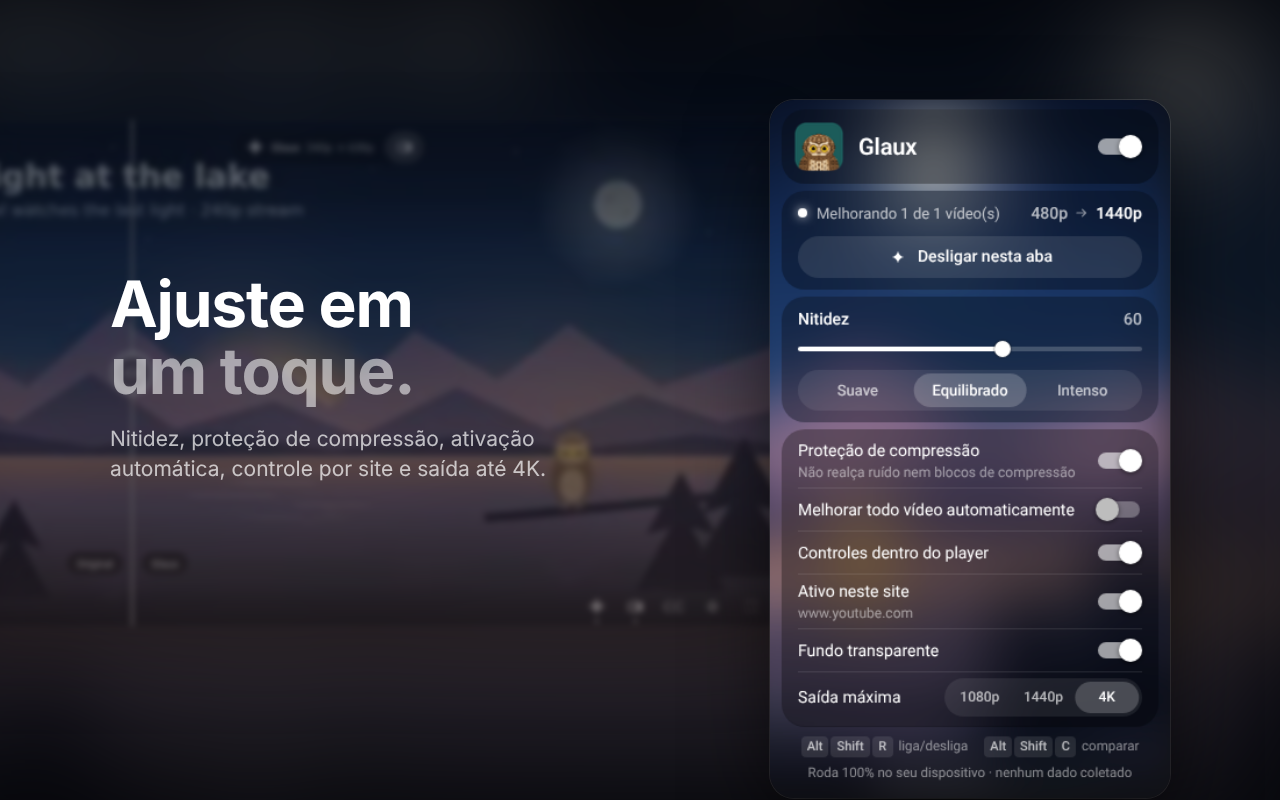 ight at the lake
Ajuste em
um toque.
Nitidez, proteção de compressão, ativação
automática, controle por site e saída até 4K.
Glaux
Melhorando 1 de 1 vídeo(s) 480p → 1440p
✦ Desligar nesta aba
Nitidez 60
Suave Equilibrado Intenso
Proteção de compressão
Não realça ruído nem blocos de compressão
Melhorar todo vídeo automaticamente
Controles dentro do player
Ativo neste site
www.youtube.com
Fundo transparente
Saída máxima 1080p 1440p 4K
Alt Shift R liga/desliga Alt Shift C comparar
Roda 100% no seu dispositivo · nenhum dado coletado